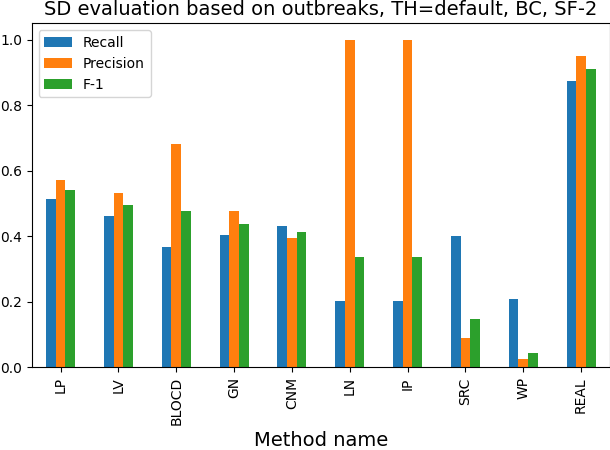 SD evaluation based on outbreaks, TH=default, BC, SF-2
Recall
Precision
F-1
1.0
0.8
0.6
0.4
0.2
0.0
LP
LV
BLOCD
GN
CNM
LN
IP
SRC
WP
REAL
Method name